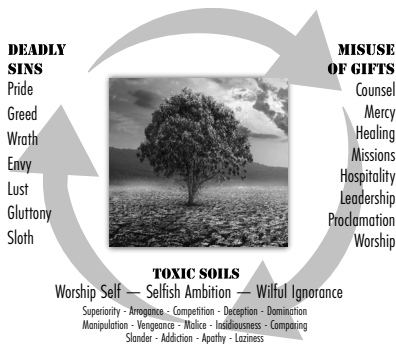 DEADLY
SINS
Pride
Greed
Wrath
Envy
Lust
Gluttony
Sloth
MISUSE
OF GIFTS
Counsel
Mercy
Healing
Missions
Hospitality
Leadership
Proclamation
Worship
TOXIC SOILS
Worship Self — Selfish Ambition — Wilful Ignorance
Superiority - Arrogance - Competition - Deception - Domination
Manipulation - Vengeance - Malice - Insidiousness - Comparing
Slander - Addiction - Apathy - Laziness